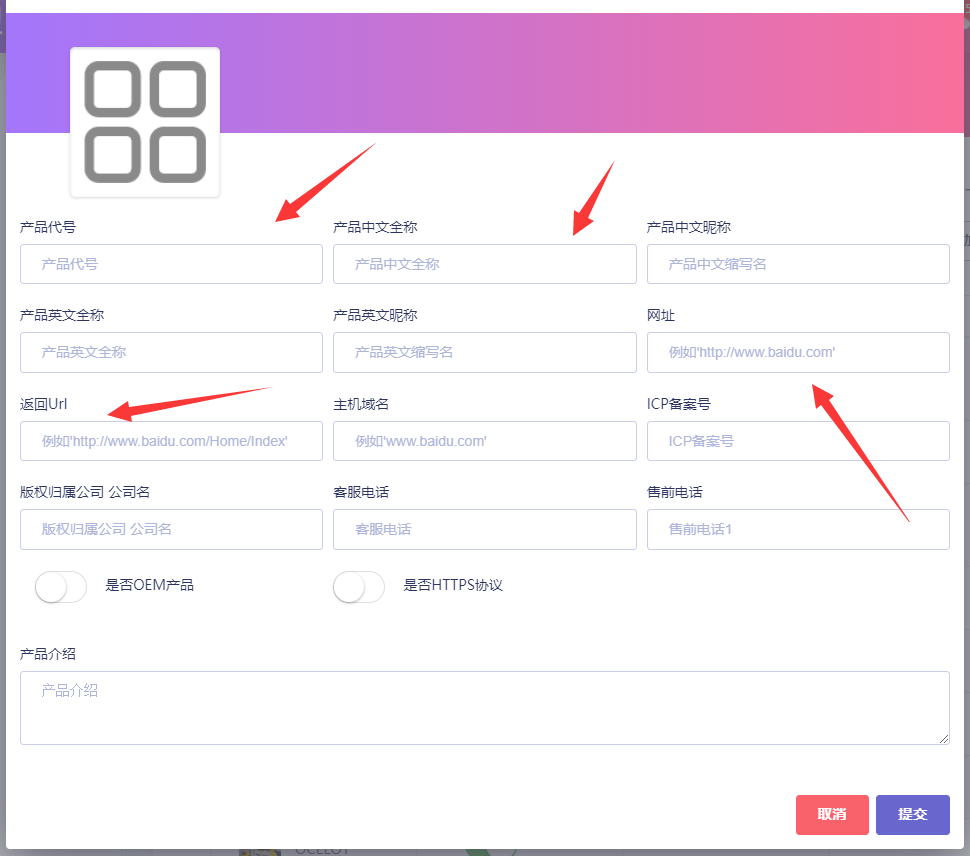 产品代号
产品中文全称
产品中文昵称
产品代号
产品中文全称
产品中文缩写名
产品英文全称
产品英文昵称
网址
产品英文全称
产品英文缩写名
例如'http://www.baidu.com'
返回Url
主机域名
ICP备案号
例如'http://www.baidu.com/Home/Index'
例如'www.baidu.com'
ICP备案号
版权归属公司 公司名
客服电话
售前电话
版权归属公司 公司名
客服电话
售前电话1
是否OEM产品
是否HTTPS协议
产品介绍
产品介绍
取消
提交